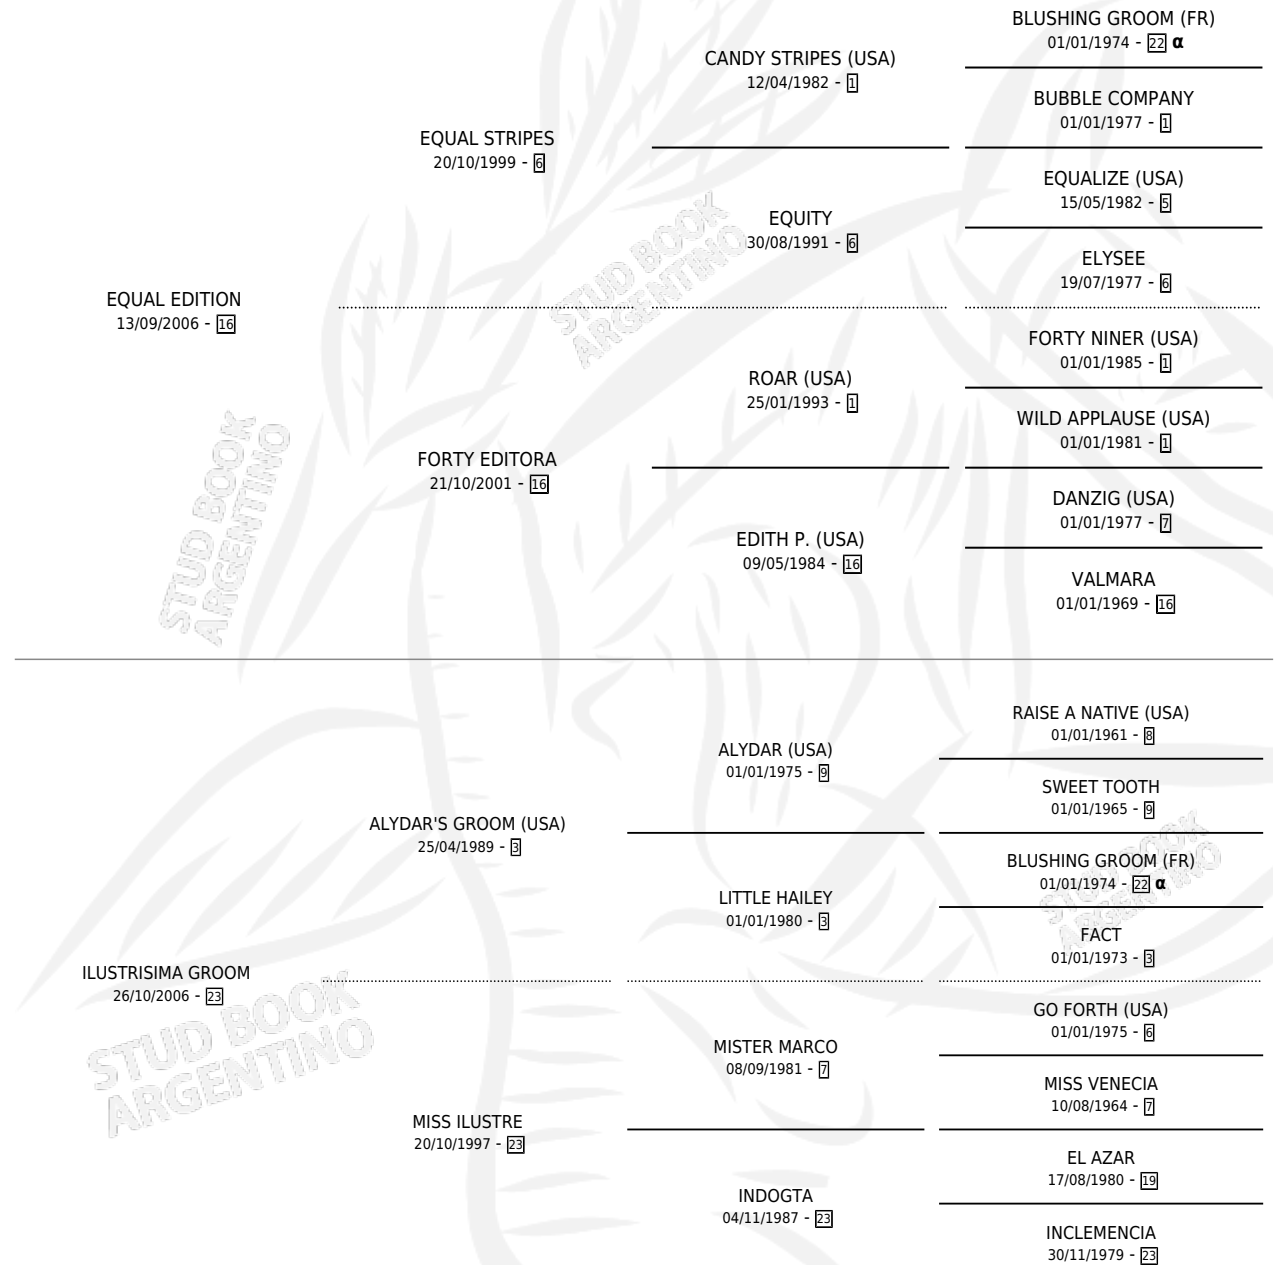 BLUSHING GROOM (FR)
01/01/1974 - 22 α
CANDY STRIPES (USA)
12/04/1982 - 1
BUBBLE COMPANY
01/01/1977 - 1
EQUAL STRIPES
20/10/1999 - 6
EQUALIZE (USA)
15/05/1982 - 5
EQUITY
30/08/1991 - 6
ELYSEE
19/07/1977 - 6
EQUAL EDITION
13/09/2006 - 16
FORTY NINER (USA)
01/01/1985 - 1
ROAR (USA)
25/01/1993 - 1
WILD APPLAUSE (USA)
01/01/1981 - 1
FORTY EDITORA
21/10/2001 - 16
DANZIG (USA)
01/01/1977 - 7
EDITH P. (USA)
09/05/1984 - 16
VALMARA
01/01/1969 - 16
RAISE A NATIVE (USA)
01/01/1961 - 8
ALYDAR (USA)
01/01/1975 - 9
SWEET TOOTH
01/01/1965 - 9
ALYDAR'S GROOM (USA)
25/04/1989 - 3
BLUSHING GROOM (FR)
01/01/1974 - 22 α
LITTLE HAILEY
01/01/1980 - 3
FACT
01/01/1973 - 3
ILUSTRISIMA GROOM
26/10/2006 - 23
GO FORTH (USA)
01/01/1975 - 6
MISTER MARCO
08/09/1981 - 7
MISS VENECIA
10/08/1964 - 7
MISS ILUSTRE
20/10/1997 - 23
EL AZAR
17/08/1980 - 19
INDOGTA
04/11/1987 - 23
INCLEMENCIA
30/11/1979 - 23
STUD BOOK
ARGENTINO
STUD BOOK
ARGENTINO
STUD BOOK
ARGENTINO
STUD BOOK
ARGENTINO